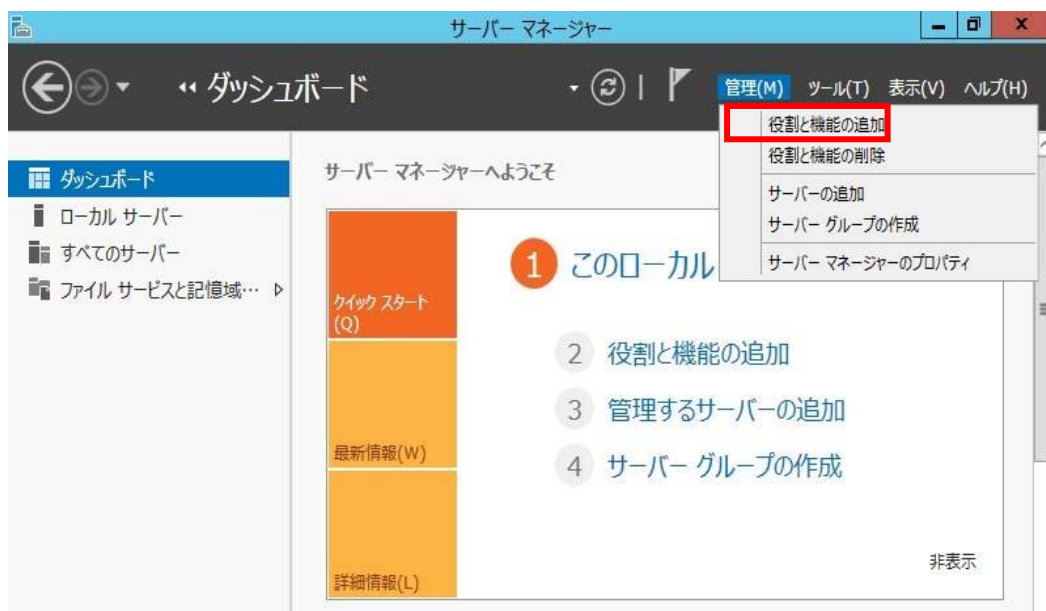 サーバー マネージャー
‹‹ ダッシュボード
管理(M) ツール(T) 表示(V) ヘルプ(H)
役割と機能の追加
役割と機能の削除
サーバーの追加
サーバー グループの作成
サーバー マネージャーのプロパティ
ダッシュボード
ローカル サーバー
すべてのサーバー
ファイル サービスと記憶域…
サーバー マネージャーへようこそ
クイック スタート
(Q)
最新情報(W)
詳細情報(L)
1 このローカル
2 役割と機能の追加
3 管理するサーバーの追加
4 サーバー グループの作成
非表示